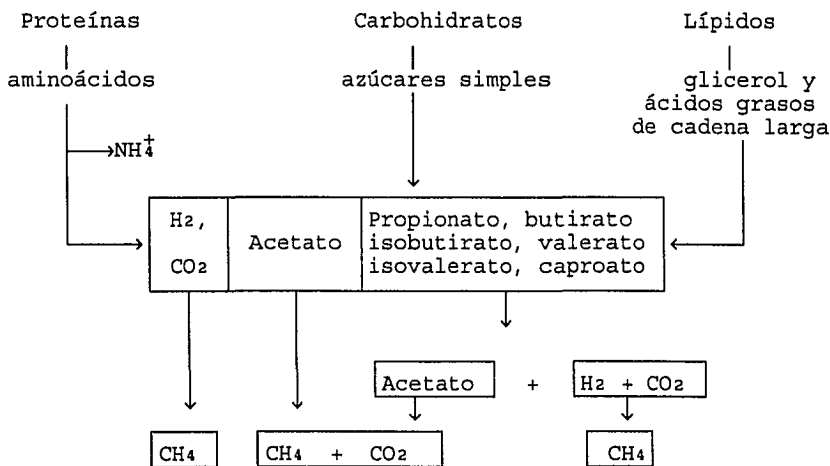 Proteínas Carbohidratos Lípidos
aminoácidos azúcares simples glicerol y
ácidos grasos
de cadena larga
NH4+
H2, Propionato, butirato
Acetato isobutirato, valerato
CO2 isovalerato, caproato
Acetato + H2 + CO2
CH4 CH4 + CO2 CH4